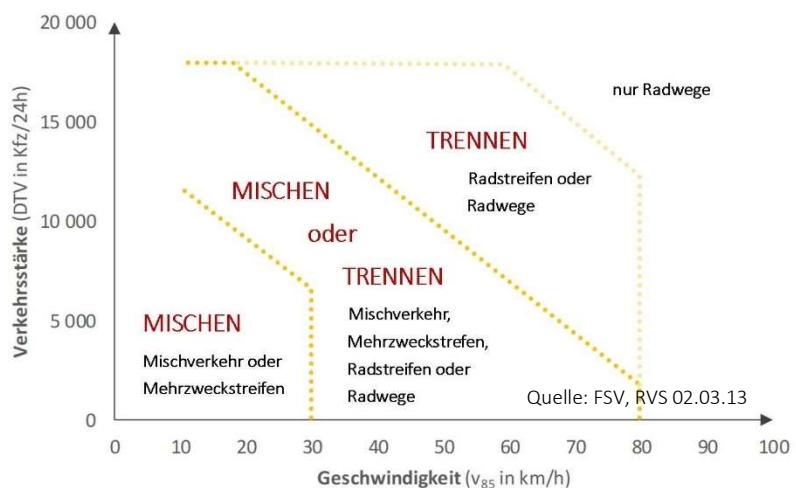 20 000
15 000
10 000
5 000
0
Verkehrsstärke (DTV in Kfz/24h)
nur Radwege
TRENNEN
Radstreifen oder
Radwege
MISCHEN
oder
TRENNEN
Mischverkehr,
Mehrzweckstrefen,
Radstreifen oder
Radwege
MISCHEN
Mischverkehr oder
Mehrzweckstreifen
Quelle: FSV, RVS 02.03.13
0 10 20 30 40 50 60 70 80 90 100
Geschwindigkeit (v85 in km/h)